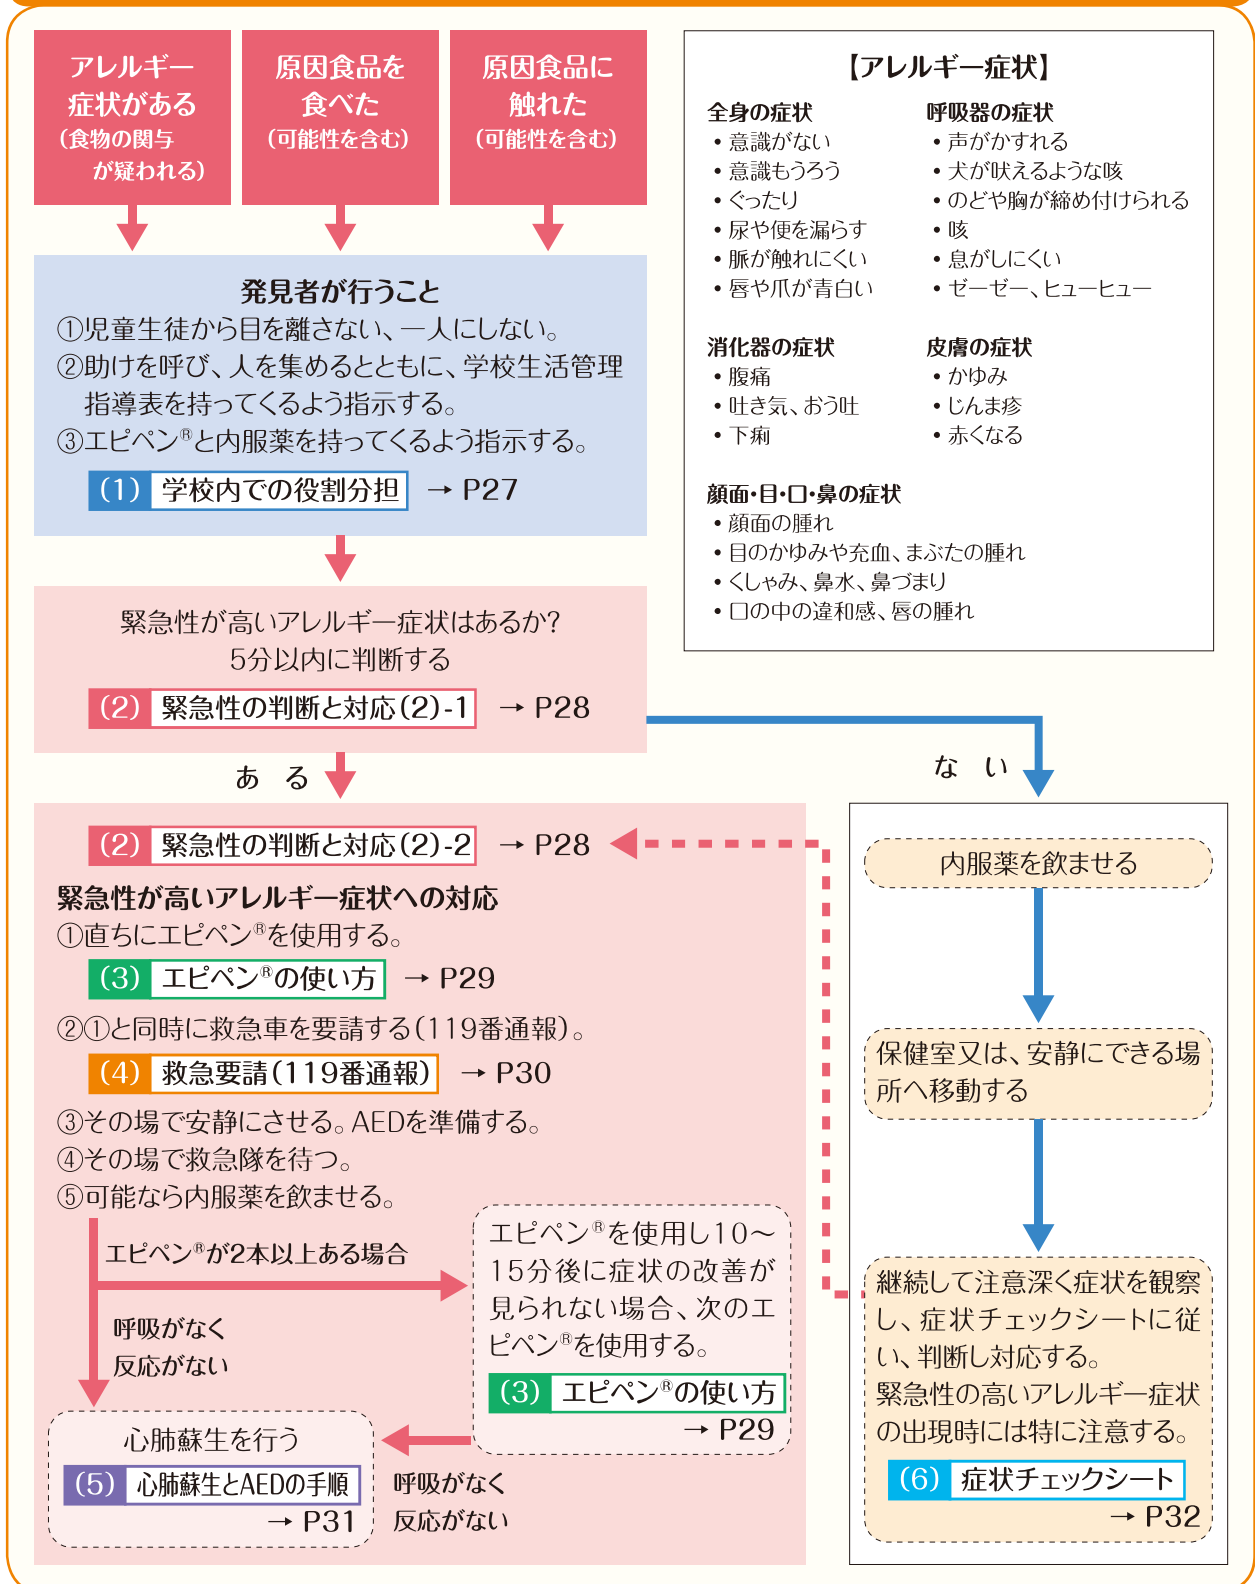 アレルギー
症状がある
(食物の関与
が疑われる)
原因食品を
食べた
(可能性を含む)
原因食品に
触れた
(可能性を含む)
発見者が行うこと
①児童生徒から目を離さない、一人にしない。
②助けを呼び、人を集めるとともに、学校生活管理
指導表を持ってくるよう指示する。
③エピペン®と内服薬を持ってくるよう指示する。
(1) 学校内での役割分担 → P27
【アレルギー症状】
全身の症状
・意識がない
・意識もうろう
・ぐったり
・尿や便を漏らす
・脈が触れにくい
・唇や爪が青白い
呼吸器の症状
・声がかすれる
・犬が吠えるような咳
・のどや胸が締め付けられる
・咳
・息がしにくい
・ゼーゼー、ヒューヒュー
消化器の症状
・腹痛
・吐き気、おう吐
・下痢
皮膚の症状
・かゆみ
・じんま疹
・赤くなる
顔面・目・口・鼻の症状
・顔面の腫れ
・目のかゆみや充血、まぶたの腫れ
・くしゃみ、鼻水、鼻づまり
・口の中の違和感、唇の腫れ
緊急性が高いアレルギー症状はあるか?
5分以内に判断する
(2) 緊急性の判断と対応(2)-1 → P28
ある
ない
(2) 緊急性の判断と対応(2)-2 → P28
緊急性が高いアレルギー症状への対応
①直ちにエピペン®を使用する。
(3) エピペン®の使い方 → P29
②①と同時に救急車を要請する(119番通報)。
(4) 救急要請(119番通報) → P30
③その場で安静にさせる。AEDを準備する。
④その場で救急隊を待つ。
⑤可能なら内服薬を飲ませる。
エピペン®が2本以上ある場合
呼吸がなく
反応がない
エピペン®を使用し10〜
15分後に症状の改善が
見られない場合、次のエ
ピペン®を使用する。
(3) エピペン®の使い方
→ P29
心肺蘇生を行う
(5) 心肺蘇生とAEDの手順
→ P31
呼吸がなく
反応がない
内服薬を飲ませる
保健室又は、安静にできる場
所へ移動する
継続して注意深く症状を観察
し、症状チェックシートに従
い、判断し対応する。
緊急性の高いアレルギー症状
の出現時には特に注意する。
(6) 症状チェックシート
→ P32